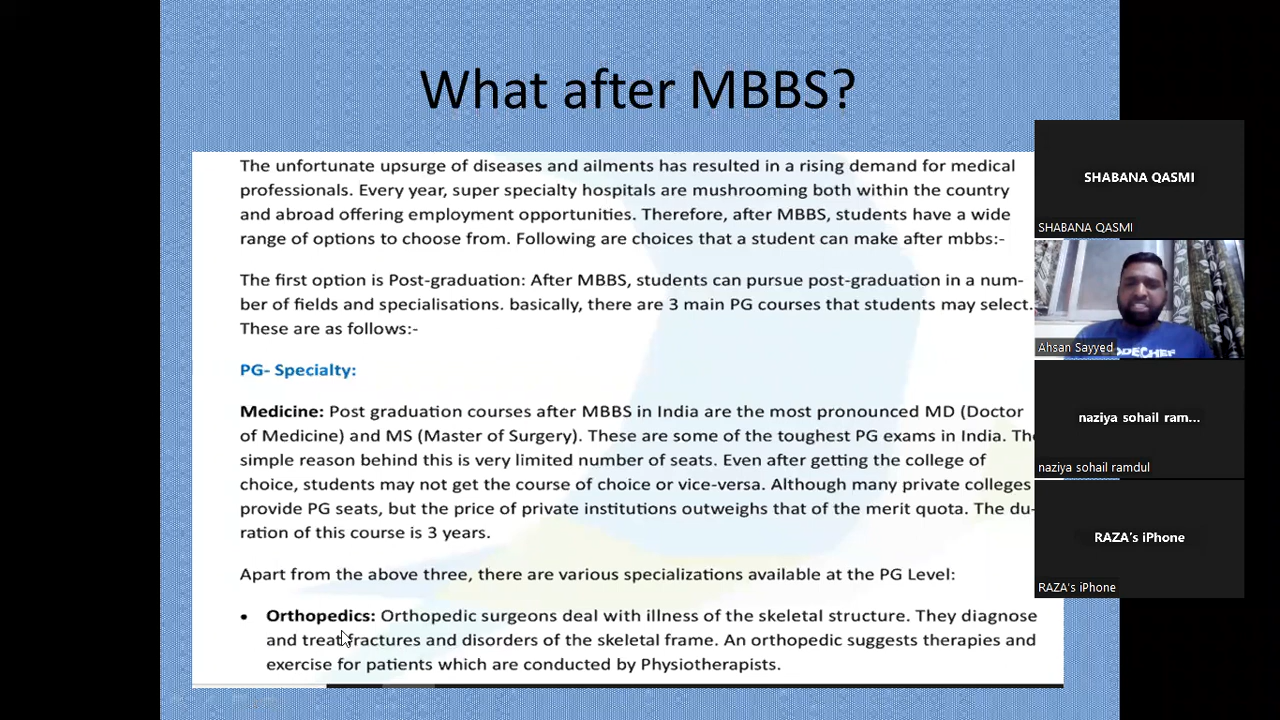 What after MBBS?
The unfortunate upsurge of diseases and ailments has resulted in a rising demand for medical
professionals. Every year, super specialty hospitals are mushrooming both within the country
and abroad offering employment opportunities. Therefore, after MBBS, students have a wide
range of options to choose from. Following are choices that a student can make after mbbs:-
The first option is Post-graduation: After MBBS, students can pursue post-graduation in a num-
ber of fields and specialisations. basically, there are 3 main PG courses that students may select.
These are as follows:-
PG- Specialty:
Medicine: Post graduation courses after MBBS in India are the most pronounced MD (Doctor
of Medicine) and MS (Master of Surgery). These are some of the toughest PG exams in India. The
simple reason behind this is very limited number of seats. Even after getting the college of
choice, students may not get the course of choice or vice-versa. Although many private colleges
provide PG seats, but the price of private institutions outweighs that of the merit quota. The du-
ration of this course is 3 years.
Apart from the above three, there are various specializations available at the PG Level:
• Orthopedics: Orthopedic surgeons deal with illness of the skeletal structure. They diagnose
and treat fractures and disorders of the skeletal frame. An orthopedic suggests therapies and
exercise for patients which are conducted by Physiotherapists.
SHABANA QASMI
SHABANA QASMI
Ahsan Sayyed
naziya sohail ram...
naziya sohail ramdul
RAZA's iPhone
RAZA's iPhone